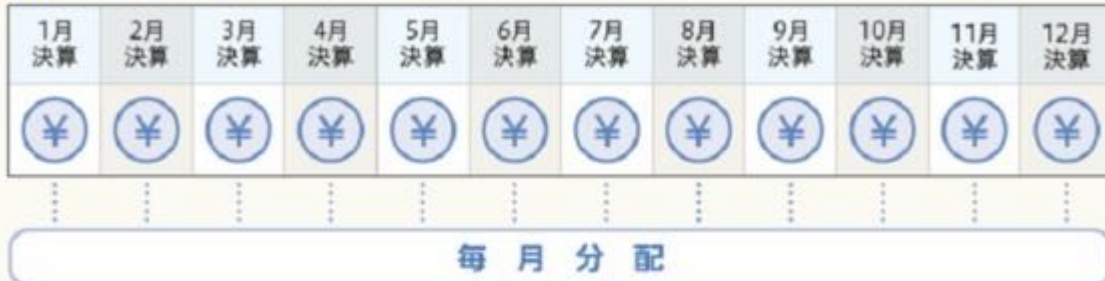 1月 2月 3月 4月 5月 6月 7月 8月 9月 10月 11月 12月
決算 決算 決算 決算 決算 決算 決算 決算 決算 決算 決算 決算
¥ ¥ ¥ ¥ ¥ ¥ ¥ ¥ ¥ ¥ ¥ ¥
毎月分配